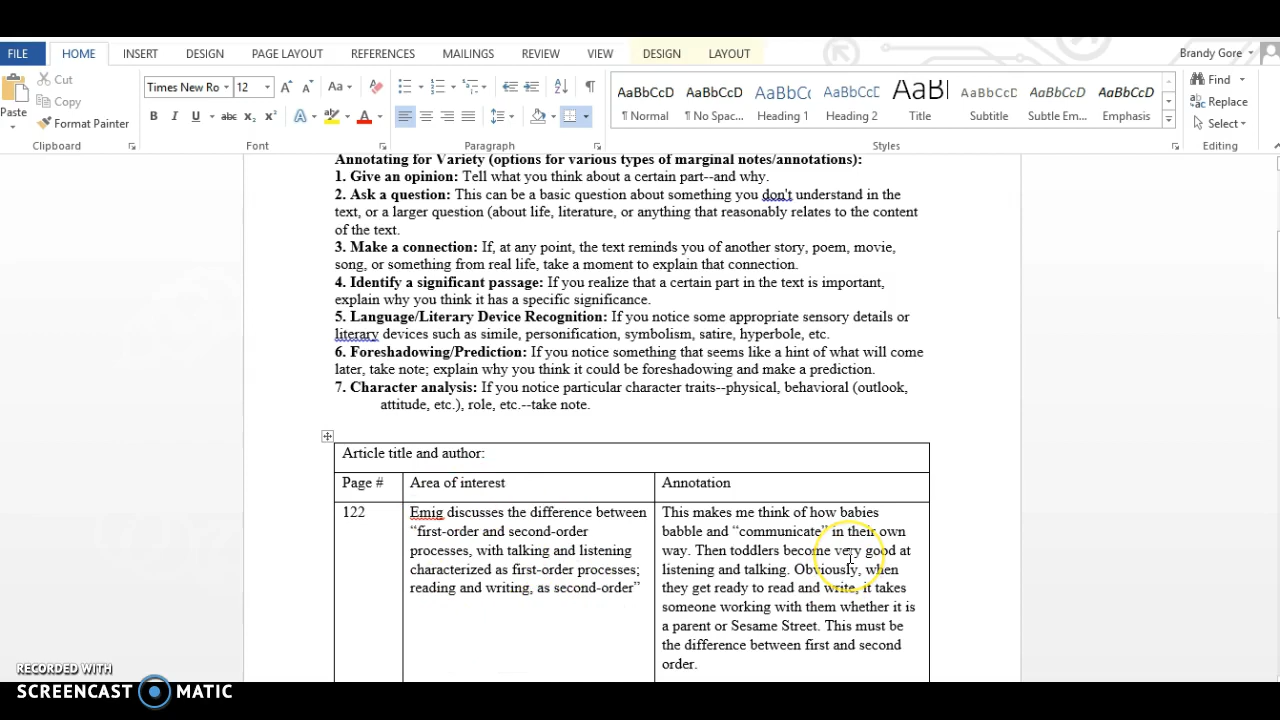 FILE HOME INSERT DESIGN PAGE LAYOUT REFERENCES MAILINGS REVIEW VIEW DESIGN LAYOUT Brandy Gore
Cut
Copy
Format Painter
Paste
Clipboard
Times New Ro 12 Aa
B I U abc x₂ x² A A
Font
Paragraph
AaBbCcD AaBbCcD AaBbCc AaBbCcD AaBl AaBbCcD AaBbCcD AaBbCcD
¶ Normal ¶ No Spac... Heading 1 Heading 2 Title Subtitle Subtle Em... Emphasis
Styles
Find
Replace
Select
Editing
Annotating for Variety (options for various types of marginal notes/annotations):
1. Give an opinion: Tell what you think about a certain part--and why.
2. Ask a question: This can be a basic question about something you don't understand in the
text, or a larger question (about life, literature, or anything that reasonably relates to the content
of the text.
3. Make a connection: If, at any point, the text reminds you of another story, poem, movie,
song, or something from real life, take a moment to explain that connection.
4. Identify a significant passage: If you realize that a certain part in the text is important,
explain why you think it has a specific significance.
5. Language/Literary Device Recognition: If you notice some appropriate sensory details or
literary devices such as simile, personification, symbolism, satire, hyperbole, etc.
6. Foreshadowing/Prediction: If you notice something that seems like a hint of what will come
later, take note; explain why you think it could be foreshadowing and make a prediction.
7. Character analysis: If you notice particular character traits--physical, behavioral (outlook,
attitude, etc.), role, etc.--take note.
Article title and author:
Page # Area of interest Annotation
122
Emig discusses the difference between
“first-order and second-order
processes, with talking and listening
characterized as first-order processes;
reading and writing, as second-order”
This makes me think of how babies
babble and “communicate” in their own
way. Then toddlers become very good at
listening and talking. Obviously, when
they get ready to read and write, it takes
someone working with them whether it is
a parent or Sesame Street. This must be
the difference between first and second
order.
RECORDED WITH
SCREENCAST MATIC